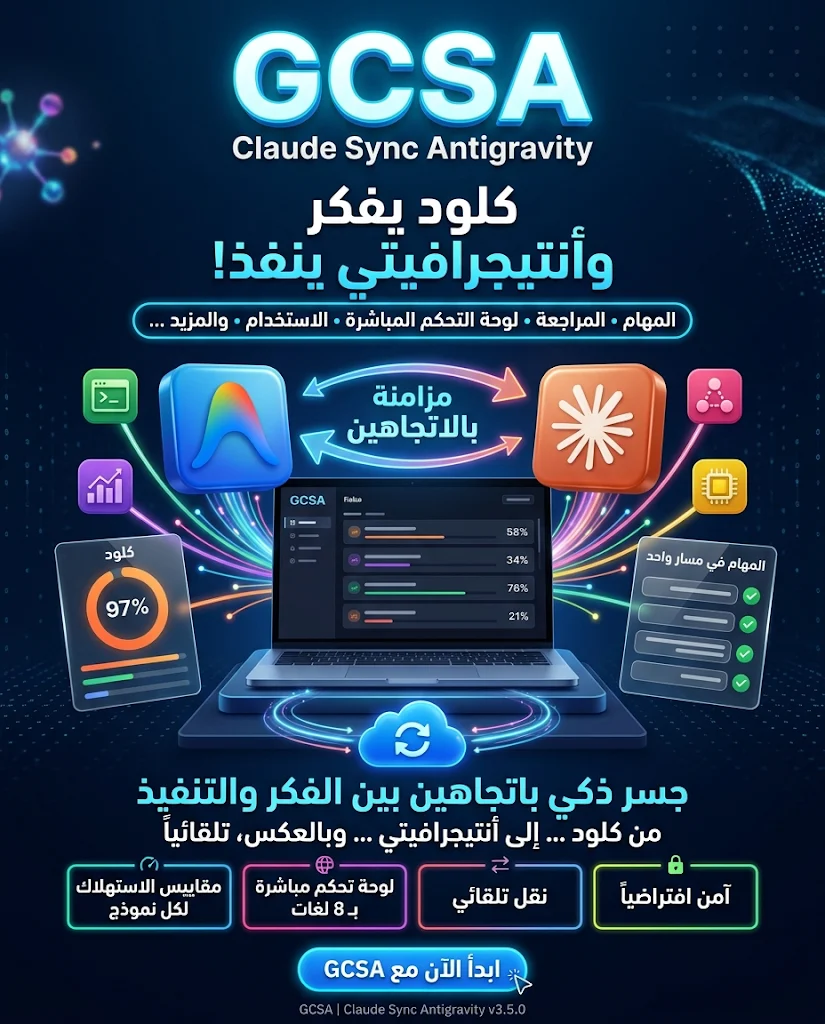 GCSA
Claude Sync Antigravity
كلود يفكر
وأنتيجرافيتي ينفذ!
المهام • المراجعة • لوحة التحكم المباشرة • الاستخدام • والمزيد ...
مزامنة
بالاتجاهين
GCSA
58%
34%
76%
21%
كلود
97%
المهام في مسار واحد
جسر ذكي باتجاهين بين الفكر والتنفيذ
من كلود ... إلى أنتيجرافيتي ... وبالعكس، تلقائياً
آمن افتراضياً
نقل تلقائي
لوحة تحكم مباشرة
بـ 8 لغات
مقاييس الاستهلاك
لكل نموذج
ابدأ الآن مع GCSA
GCSA | Claude Sync Antigravity v3.5.0